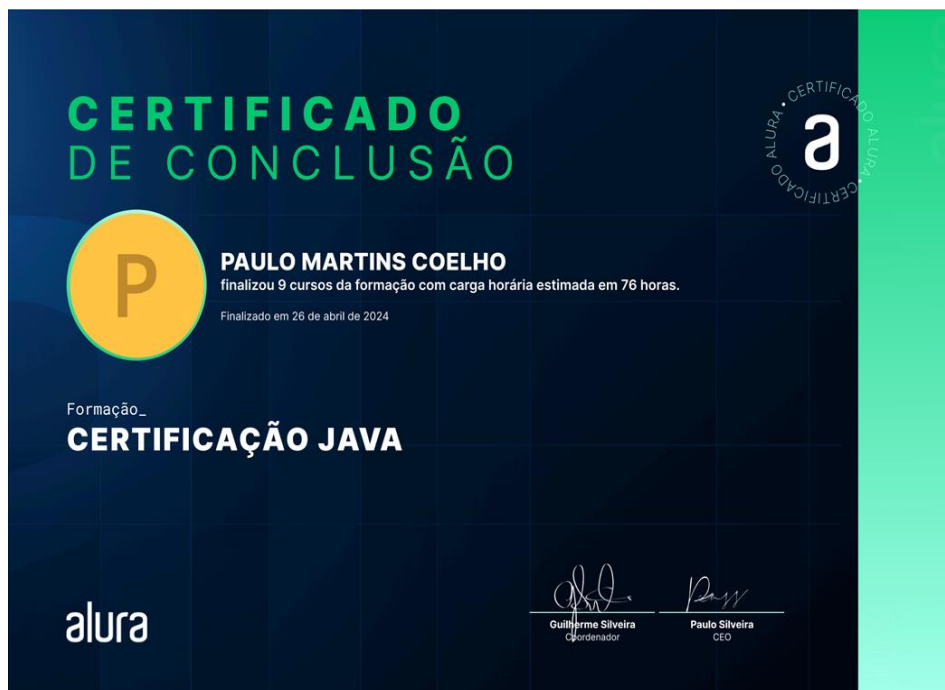 CERTIFICADO
DE CONCLUSÃO
CERTIFICADO ALURA • CERTIFICADO ALURA •
a
P
PAULO MARTINS COELHO
finalizou 9 cursos da formação com carga horária estimada em 76 horas.
Finalizado em 26 de abril de 2024
Formação_
CERTIFICAÇÃO JAVA
alura
Guilherme Silveira
Coordenador
Paulo Silveira
CEO